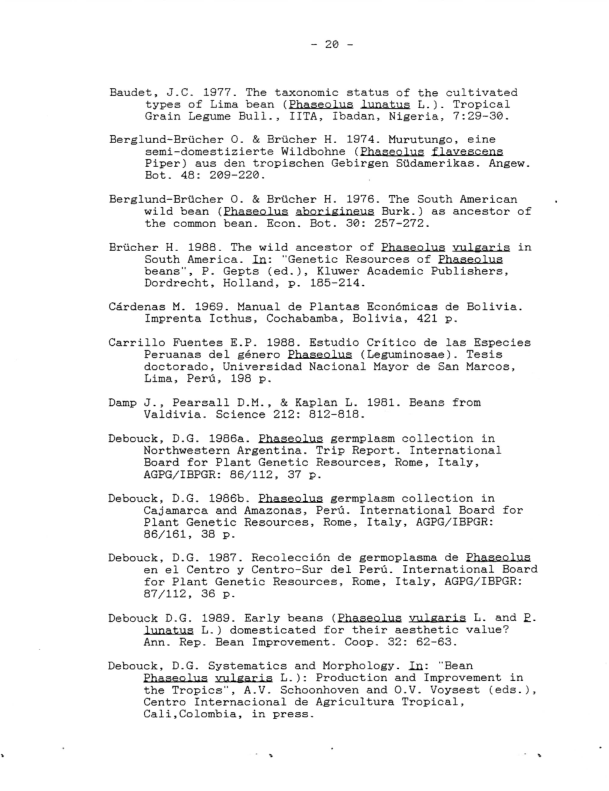 - 20 -
Baudet, J.C. 1977. The taxonomic status of the cultivated
types of Lima bean (Phaseolus lunatus L.). Tropical
Grain Legume Bull., IITA, Ibadan, Nigeria, 7:29-30.
Berglund-Brücher O. & Brücher H. 1974. Murutungo, eine
semi-domestizierte Wildbohne (Phaseolus flavescens
Piper) aus den tropischen Gebirgen Südamerikas. Angew.
Bot. 48: 209-220.
Berglund-Brücher O. & Brücher H. 1976. The South American
wild bean (Phaseolus aborigineus Burk.) as ancestor of
the common bean. Econ. Bot. 30: 257-272.
Brücher H. 1988. The wild ancestor of Phaseolus vulgaris in
South America. In: "Genetic Resources of Phaseolus
beans", P. Gepts (ed.), Kluwer Academic Publishers,
Dordrecht, Holland, p. 185-214.
Cárdenas M. 1969. Manual de Plantas Económicas de Bolivia.
Imprenta Icthus, Cochabamba, Bolivia, 421 p.
Carrillo Fuentes E.P. 1988. Estudio Crítico de las Especies
Peruanas del género Phaseolus (Leguminosae). Tesis
doctorado, Universidad Nacional Mayor de San Marcos,
Lima, Perú, 198 p.
Damp J., Pearsall D.M., & Kaplan L. 1981. Beans from
Valdivia. Science 212: 812-818.
Debouck, D.G. 1986a. Phaseolus germplasm collection in
Northwestern Argentina. Trip Report. International
Board for Plant Genetic Resources, Rome, Italy,
AGPG/IBPGR: 86/112, 37 p.
Debouck, D.G. 1986b. Phaseolus germplasm collection in
Cajamarca and Amazonas, Perú. International Board for
Plant Genetic Resources, Rome, Italy, AGPG/IBPGR:
86/161, 38 p.
Debouck, D.G. 1987. Recolección de germoplasma de Phaseolus
en el Centro y Centro-Sur del Perú. International Board
for Plant Genetic Resources, Rome, Italy, AGPG/IBPGR:
87/112, 36 p.
Debouck D.G. 1989. Early beans (Phaseolus vulgaris L. and P.
lunatus L.) domesticated for their aesthetic value?
Ann. Rep. Bean Improvement. Coop. 32: 62-63.
Debouck, D.G. Systematics and Morphology. In: "Bean
Phaseolus vulgaris L.): Production and Improvement in
the Tropics", A.V. Schoonhoven and O.V. Voysest (eds.),
Centro Internacional de Agricultura Tropical,
Cali,Colombia, in press.